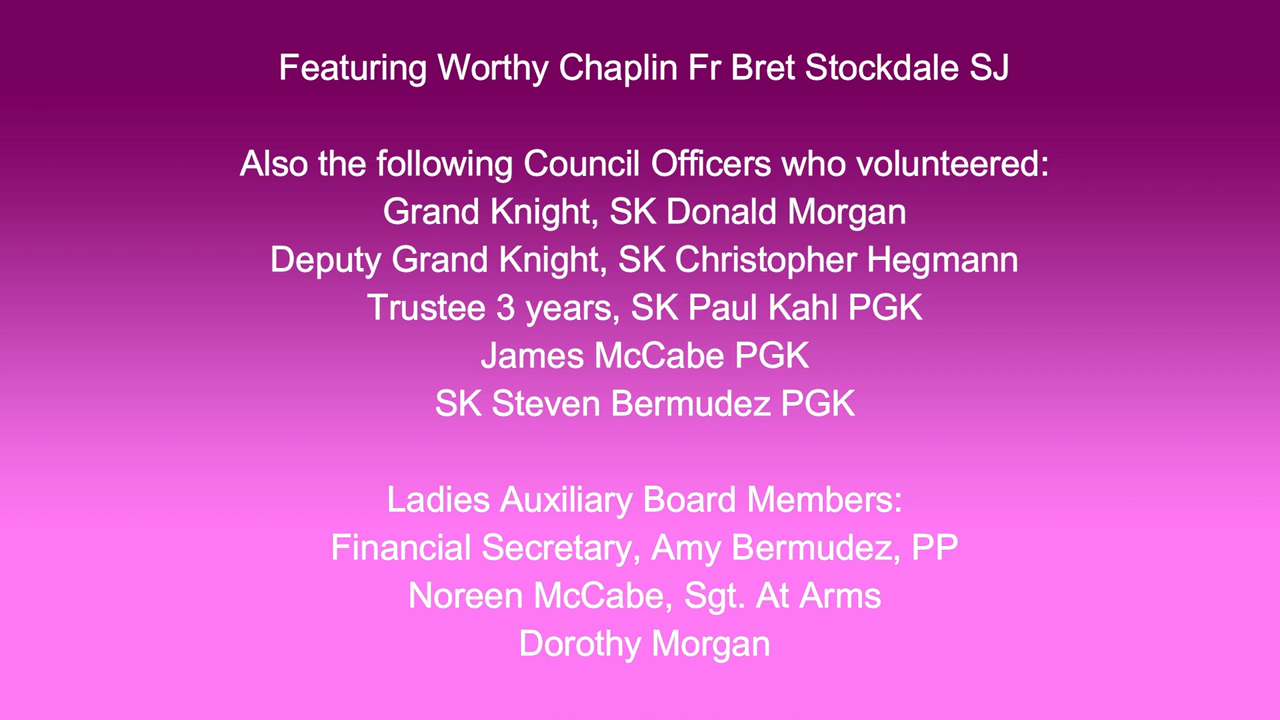 Featuring Worthy Chaplin Fr Bret Stockdale SJ
Also the following Council Officers who volunteered:
Grand Knight, SK Donald Morgan
Deputy Grand Knight, SK Christopher Hegmann
Trustee 3 years, SK Paul Kahl PGK
James McCabe PGK
SK Steven Bermudez PGK
Ladies Auxiliary Board Members:
Financial Secretary, Amy Bermudez, PP
Noreen McCabe, Sgt. At Arms
Dorothy Morgan